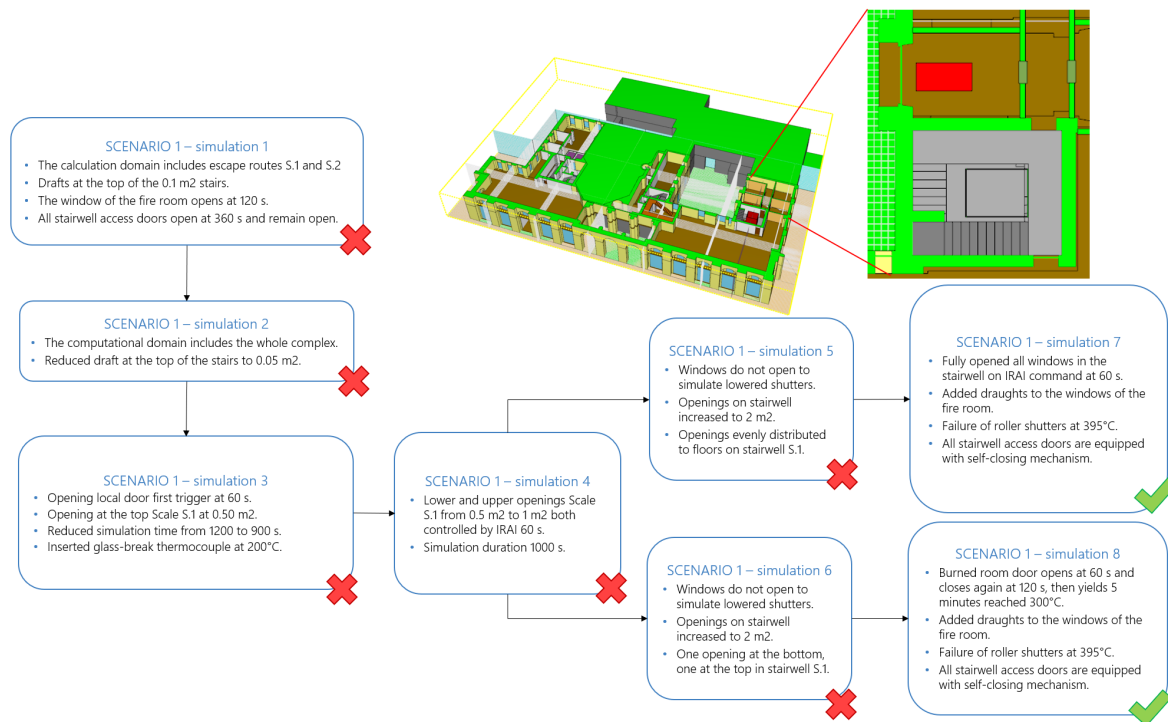 SCENARIO 1 – simulation 1
• The calculation domain includes escape routes S.1 and S.2
• Drafts at the top of the 0.1 m2 stairs.
• The window of the fire room opens at 120 s.
• All stairwell access doors open at 360 s and remain open.
SCENARIO 1 – simulation 2
• The computational domain includes the whole complex.
• Reduced draft at the top of the stairs to 0.05 m2.
SCENARIO 1 – simulation 3
• Opening local door first trigger at 60 s.
• Opening at the top Scale S.1 at 0.50 m2.
• Reduced simulation time from 1200 to 900 s.
• Inserted glass-break thermocouple at 200°C.
SCENARIO 1 – simulation 4
• Lower and upper openings Scale
S.1 from 0.5 m2 to 1 m2 both
controlled by IRAI 60 s.
• Simulation duration 1000 s.
SCENARIO 1 – simulation 5
• Windows do not open to
simulate lowered shutters.
• Openings on stairwell
increased to 2 m2.
• Openings evenly distributed
to floors on stairwell S.1.
SCENARIO 1 – simulation 6
• Windows do not open to
simulate lowered shutters.
• Openings on stairwell
increased to 2 m2.
• One opening at the bottom,
one at the top in stairwell S.1.
SCENARIO 1 – simulation 7
• Fully opened all windows in the
stairwell on IRAI command at 60 s.
• Added draughts to the windows of the
fire room.
• Failure of roller shutters at 395°C.
• All stairwell access doors are equipped
with self-closing mechanism.
SCENARIO 1 – simulation 8
• Burned room door opens at 60 s and
closes again at 120 s, then yields 5
minutes reached 300°C.
• Added draughts to the windows of the
fire room.
• Failure of roller shutters at 395°C.
• All stairwell access doors are equipped
with self-closing mechanism.